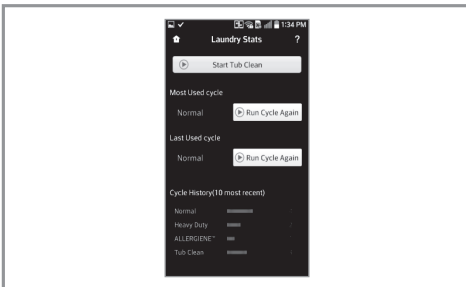 1:34 PM
Laundry Stats ?
Start Tub Clean
Most Used cycle
Normal Run Cycle Again
Last Used cycle
Normal Run Cycle Again
Cycle History(10 most recent)
Normal
Heavy Duty
ALLERGIENE™
Tub Clean